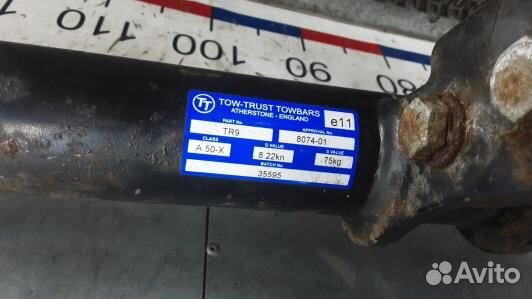 110 100 90 80
TT
TOW-TRUST TOWBARS
ATHERSTONE - ENGLAND
e11
PART No
APPROVAL No
TR9
8074-01
CLASS
D VALUE
S VALUE
A 50-X
8 22kn
75kg
BATCH No
35595
Avito